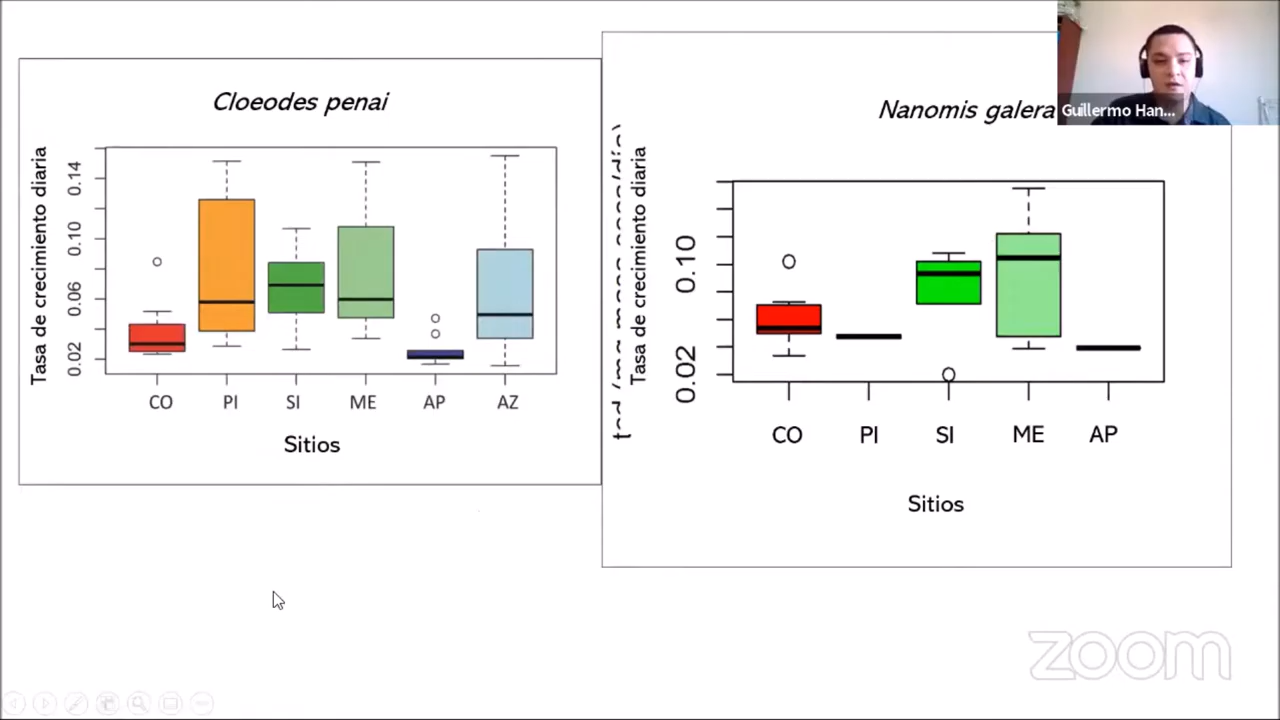 Cloeodes penai
Tasa de crecimiento diaria
0.14
0.10
0.06
0.02
CO PI SI ME AP AZ
Sitios
Nanomis galera
Tasa de crecimiento diaria
0.10
0.02
CO PI SI ME AP
Sitios
Guillermo Han...
zoom